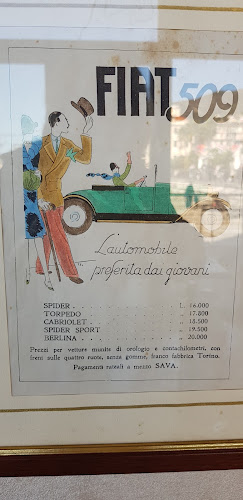 FIAT 509
L'automobile
preferita dai giovani
SPIDER . . . . . . . . . . L. 16.000
TORPEDO . . . . . . . . . „ 17.800
CABRIOLET . . . . . . . . „ 18.500
SPIDER SPORT . . . . . . „ 19.500
BERLINA . . . . . . . . . „ 20.000
Prezzi per vetture munite di orologio e contachilometri, con
freni sulle quattro ruote, senza gomme, franco fabbrica Torino.
Pagamenti rateali a mezzo SAVA.